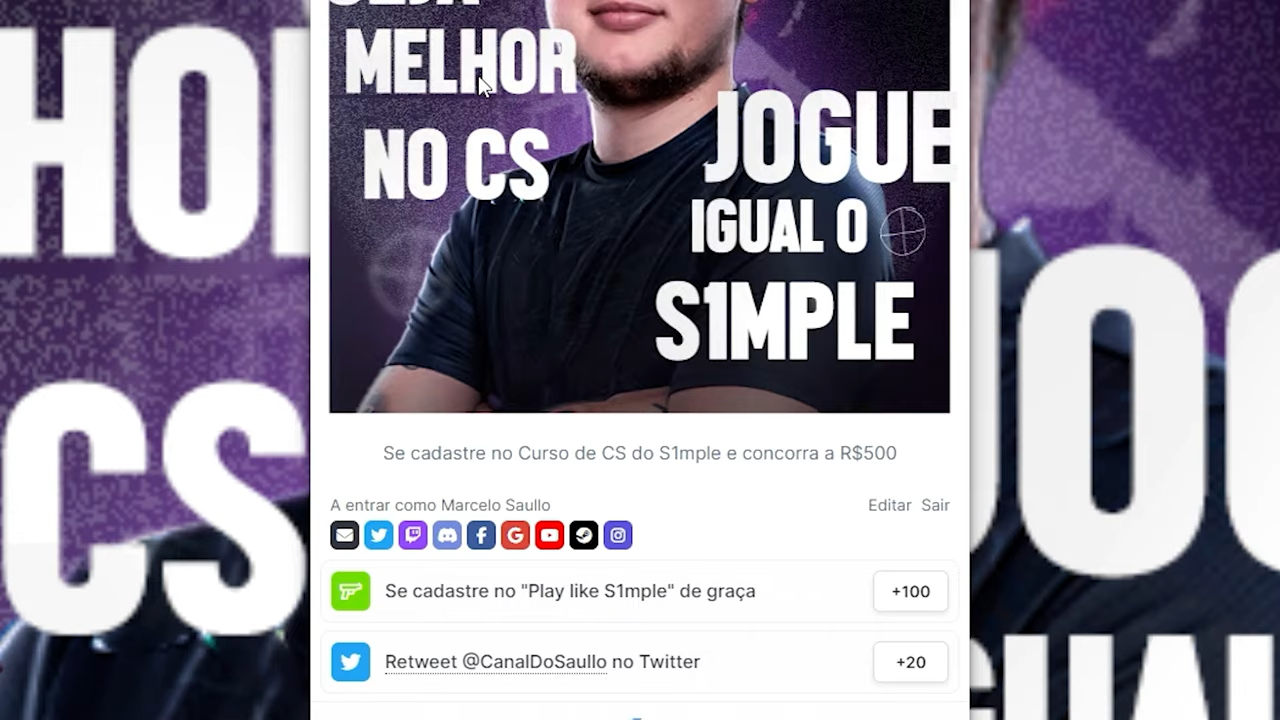 MELHOR
NO CS
JOGUE
IGUAL O
S1MPLE
Se cadastre no Curso de CS do S1mple e concorra a R$500
A entrar como Marcelo Saullo
Editar Sair
Se cadastre no "Play like S1mple" de graça
+100
Retweet @CanalDoSaullo no Twitter
+20